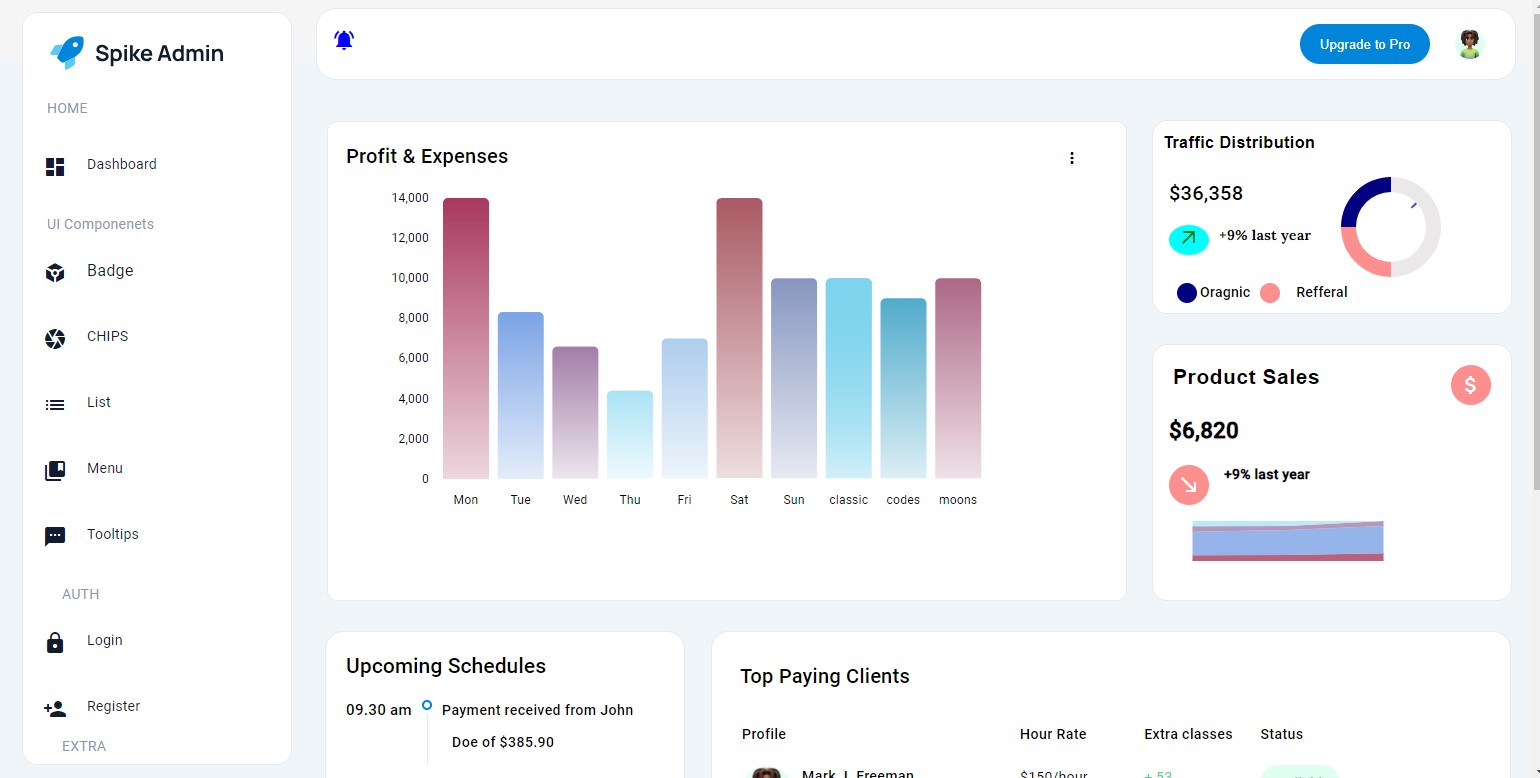 Spike Admin
HOME
Dashboard
UI Componenets
Badge
CHIPS
List
Menu
Tooltips
AUTH
Login
Register
EXTRA
Upgrade to Pro
Profit & Expenses
14,000
12,000
10,000
8,000
6,000
4,000
2,000
0
Mon Tue Wed Thu Fri Sat Sun classic codes moons
Traffic Distribution
$36,358
+9% last year
Oragnic Refferal
Product Sales
$
$6,820
+9% last year
Upcoming Schedules
09.30 am Payment received from John
Doe of $385.90
Top Paying Clients
Profile Hour Rate Extra classes Status
Mark J. Freeman $150/hour + 53